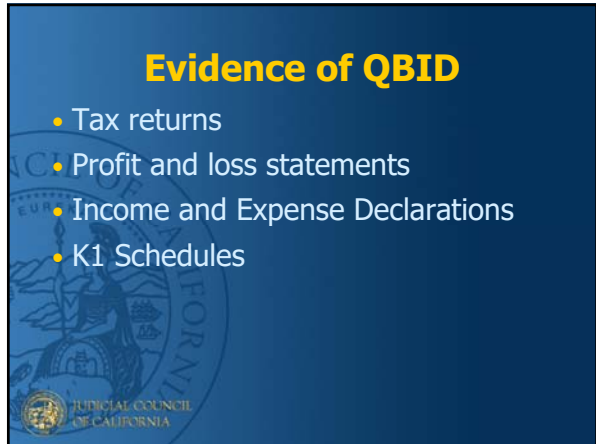 Evidence of QBID
• Tax returns
• Profit and loss statements
• Income and Expense Declarations
• K1 Schedules
JUDICIAL COUNCIL
OF CALIFORNIA